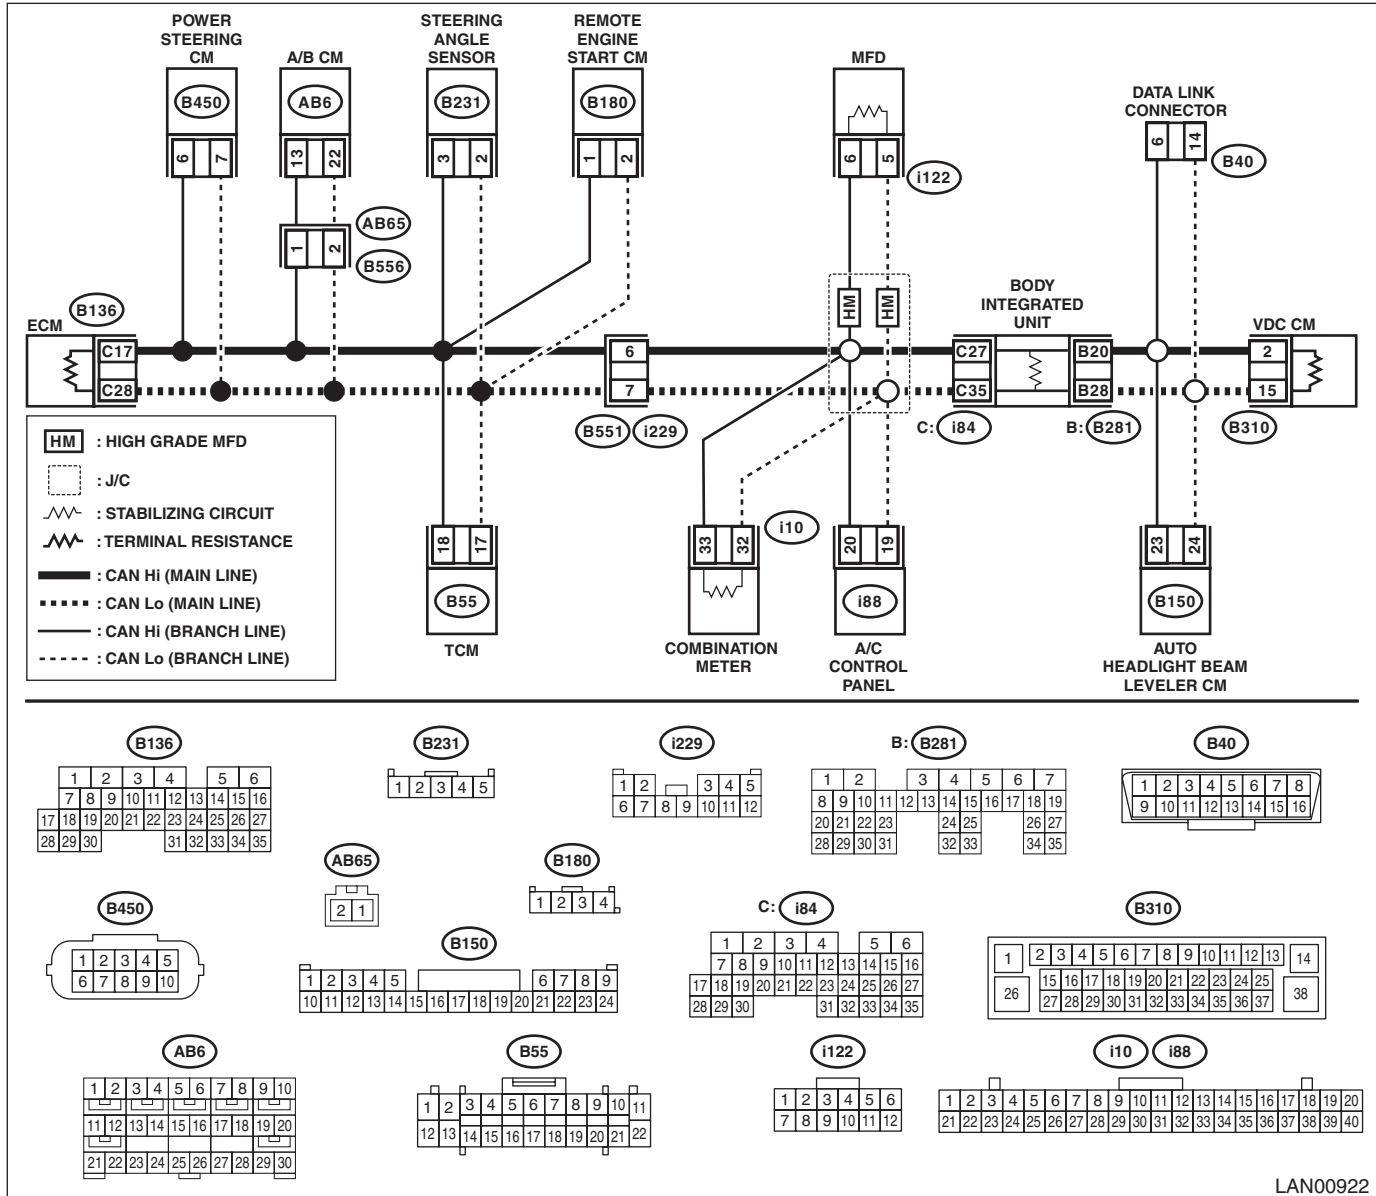 POWER
STEERING
CM
A/B CM
STEERING
ANGLE
SENSOR
REMOTE
ENGINE
START CM
MFD
DATA LINK
CONNECTOR
B450
AB6
B231
B180
6 7
13 22
3 2
1 2
6 5
6 14
i122
B40
AB65
1 2
B556
HM HM
BODY
INTEGRATED
UNIT
ECM
B136
VDC CM
C17
6
C27
B20
2
C28
7
C35
B28
15
B551 i229
C: i84
B: B281
B310
HM : HIGH GRADE MFD
: J/C
: STABILIZING CIRCUIT
: TERMINAL RESISTANCE
: CAN Hi (MAIN LINE)
: CAN Lo (MAIN LINE)
: CAN Hi (BRANCH LINE)
: CAN Lo (BRANCH LINE)
18 17
33 32
i10
20 19
23 24
B55
i88
B150
TCM
COMBINATION
METER
A/C
CONTROL
PANEL
AUTO
HEADLIGHT BEAM
LEVELER CM
B136
1 2 3 4 5 6
7 8 9 10 11 12 13 14 15 16
17 18 19 20 21 22 23 24 25 26 27
28 29 30 31 32 33 34 35
B231
1 2 3 4 5
i229
1 2 3 4 5
6 7 8 9 10 11 12
B: B281
1 2 3 4 5 6 7
8 9 10 11 12 13 14 15 16 17 18 19
20 21 22 23 24 25 26 27
28 29 30 31 32 33 34 35
B40
1 2 3 4 5 6 7 8
9 10 11 12 13 14 15 16
AB65
2 1
B180
1 2 3 4
B450
1 2 3 4 5
6 7 8 9 10
B150
1 2 3 4 5 6 7 8 9
10 11 12 13 14 15 16 17 18 19 20 21 22 23 24
C: i84
1 2 3 4 5 6
7 8 9 10 11 12 13 14 15 16
17 18 19 20 21 22 23 24 25 26 27
28 29 30 31 32 33 34 35
B310
1 2 3 4 5 6 7 8 9 10 11 12 13 14
15 16 17 18 19 20 21 22 23 24 25
26 27 28 29 30 31 32 33 34 35 36 37 38
AB6
1 2 3 4 5 6 7 8 9 10
11 12 13 14 15 16 17 18 19 20
21 22 23 24 25 26 27 28 29 30
B55
1 2 3 4 5 6 7 8 9 10 11
12 13 14 15 16 17 18 19 20 21 22
i122
1 2 3 4 5 6
7 8 9 10 11 12
i10 i88
1 2 3 4 5 6 7 8 9 10 11 12 13 14 15 16 17 18 19 20
21 22 23 24 25 26 27 28 29 30 31 32 33 34 35 36 37 38 39 40
LAN00922